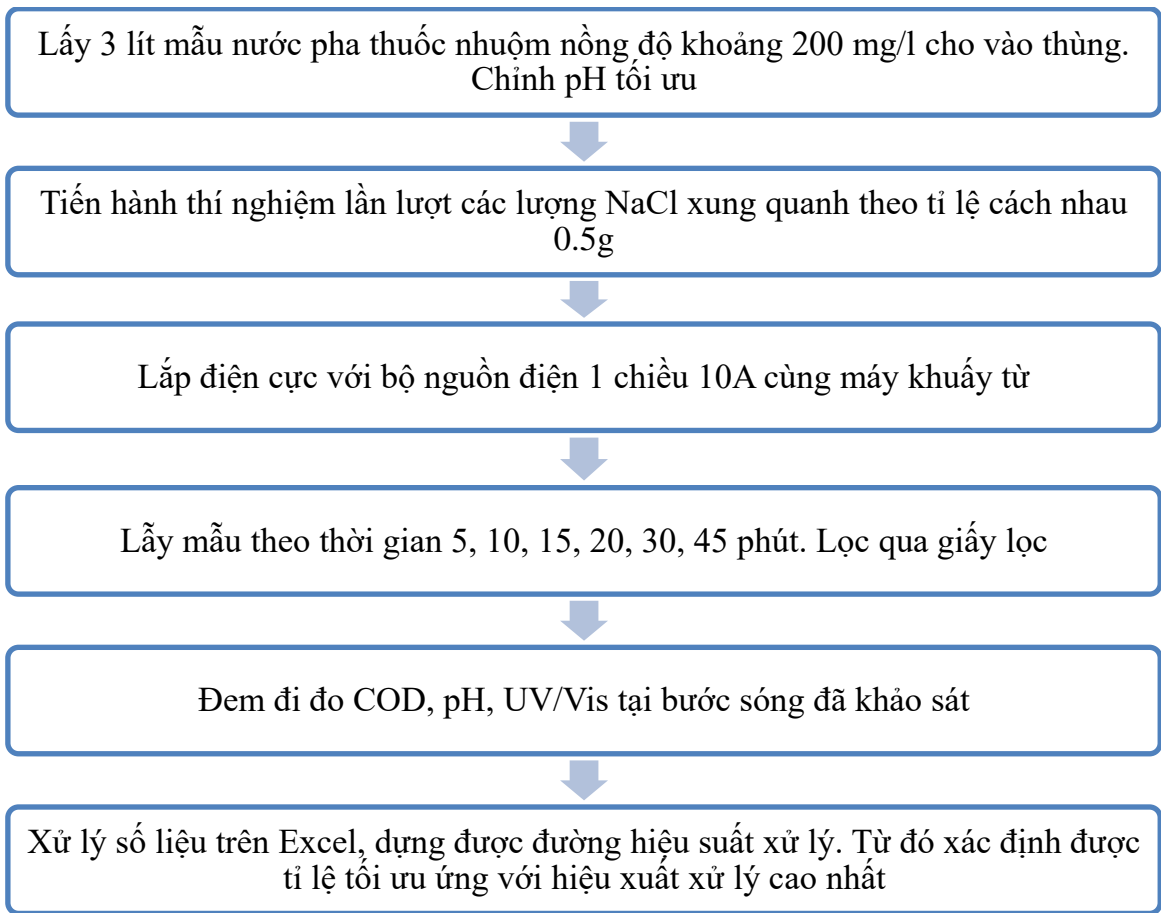 Lấy 3 lít mẫu nước pha thuốc nhuộm nồng độ khoảng 200 mg/l cho vào thùng.
Chỉnh pH tối ưu
Tiến hành thí nghiệm lần lượt các lượng NaCl xung quanh theo tỉ lệ cách nhau
0.5g
Lắp điện cực với bộ nguồn điện 1 chiều 10A cùng máy khuấy từ
Lẫy mẫu theo thời gian 5, 10, 15, 20, 30, 45 phút. Lọc qua giấy lọc
Đem đi đo COD, pH, UV/Vis tại bước sóng đã khảo sát
Xử lý số liệu trên Excel, dựng được đường hiệu suất xử lý. Từ đó xác định được
tỉ lệ tối ưu ứng với hiệu xuất xử lý cao nhất